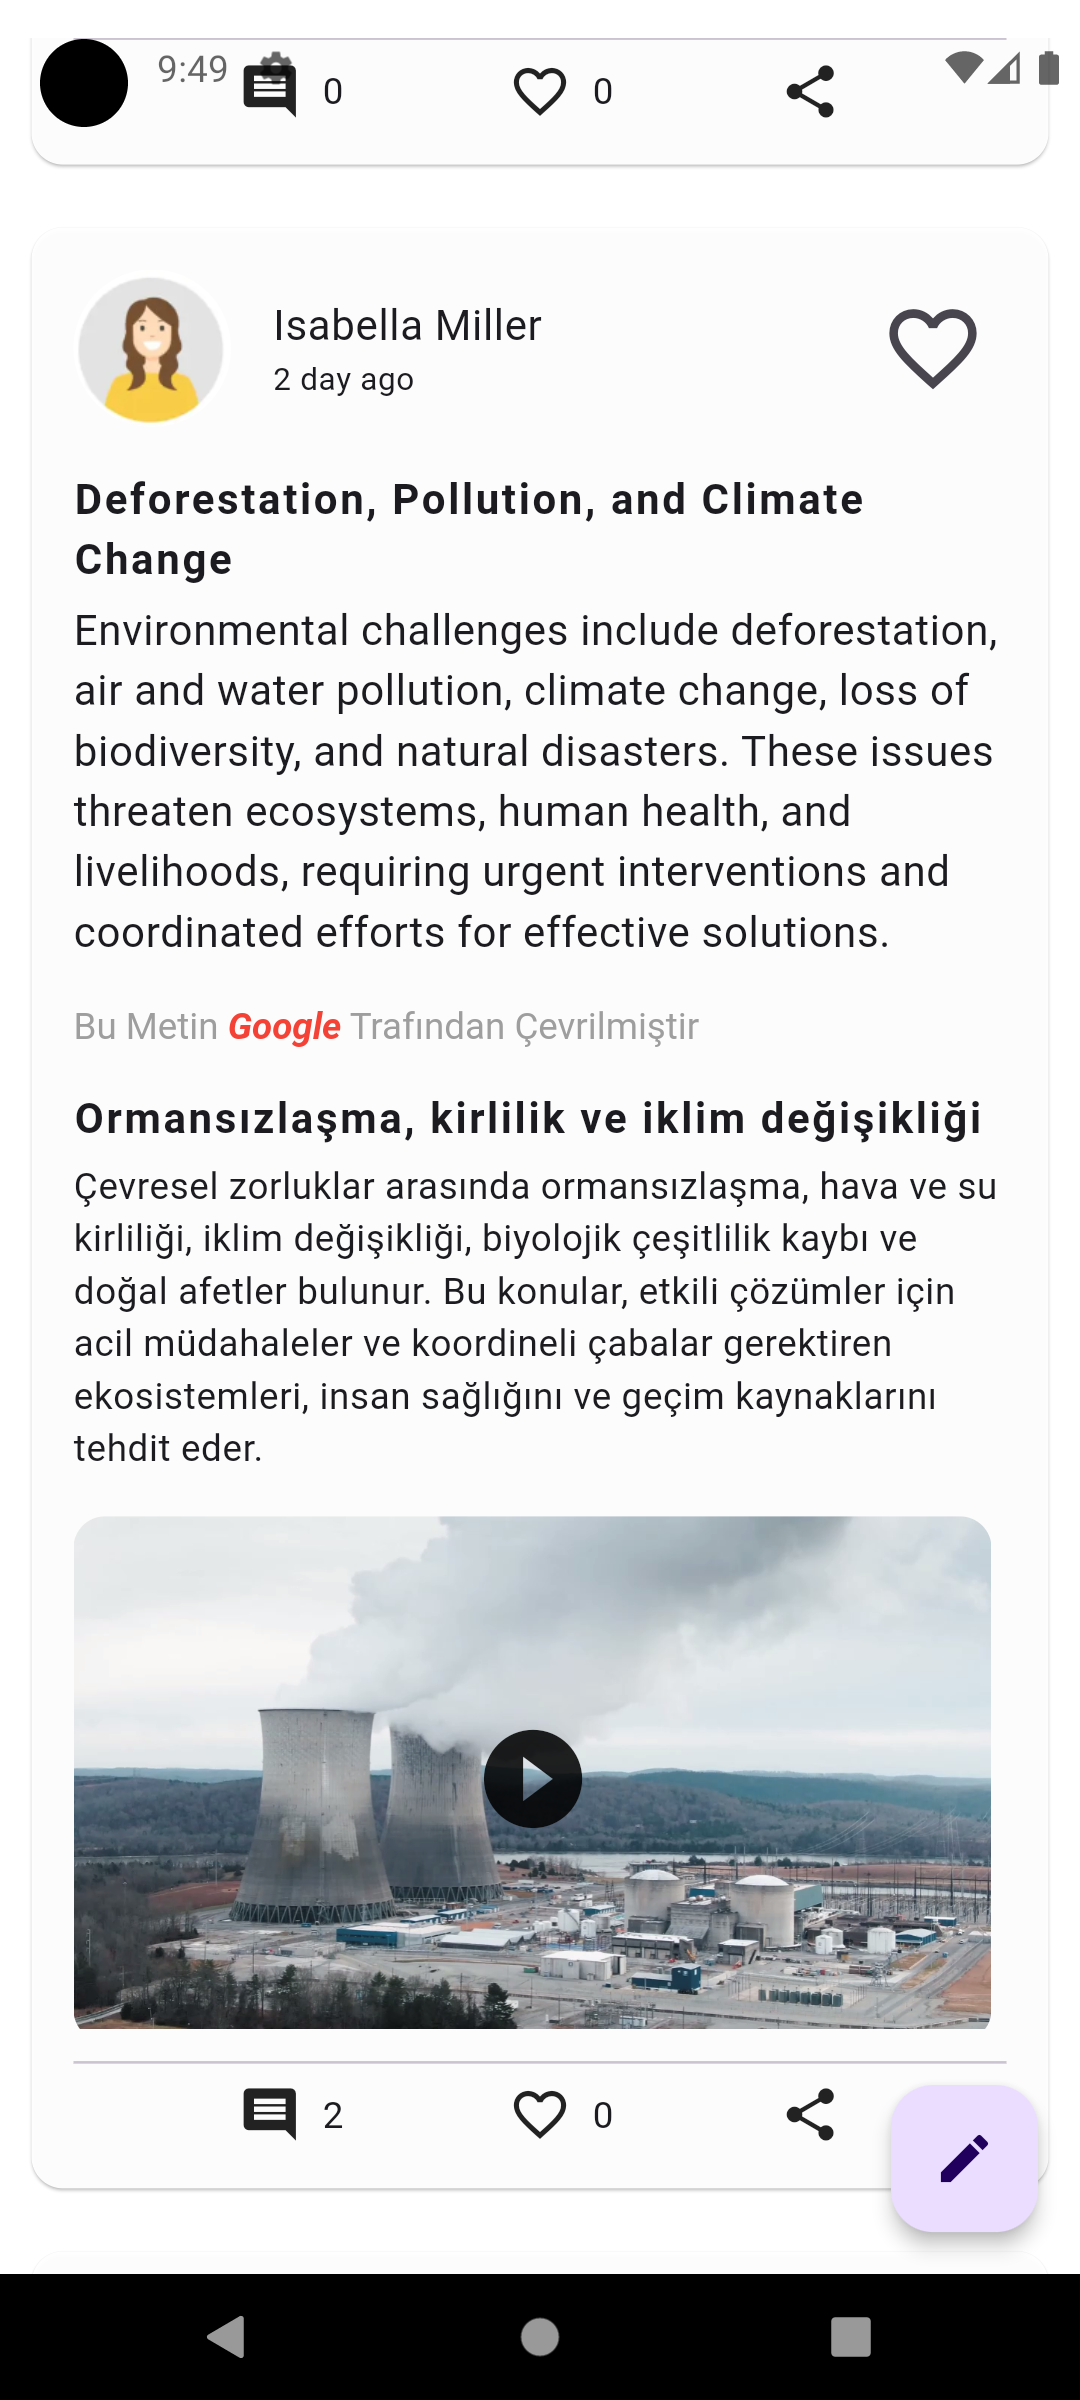 9:49
0
0
Isabella Miller
2 day ago
Deforestation, Pollution, and Climate
Change
Environmental challenges include deforestation,
air and water pollution, climate change, loss of
biodiversity, and natural disasters. These issues
threaten ecosystems, human health, and
livelihoods, requiring urgent interventions and
coordinated efforts for effective solutions.
Bu Metin Google Trafından Çevrilmiştir
Ormansızlaşma, kirlilik ve iklim değişikliği
Çevresel zorluklar arasında ormansızlaşma, hava ve su
kirliliği, iklim değişikliği, biyolojik çeşitlilik kaybı ve
doğal afetler bulunur. Bu konular, etkili çözümler için
acil müdahaleler ve koordineli çabalar gerektiren
ekosistemleri, insan sağlığını ve geçim kaynaklarını
tehdit eder.
2
0